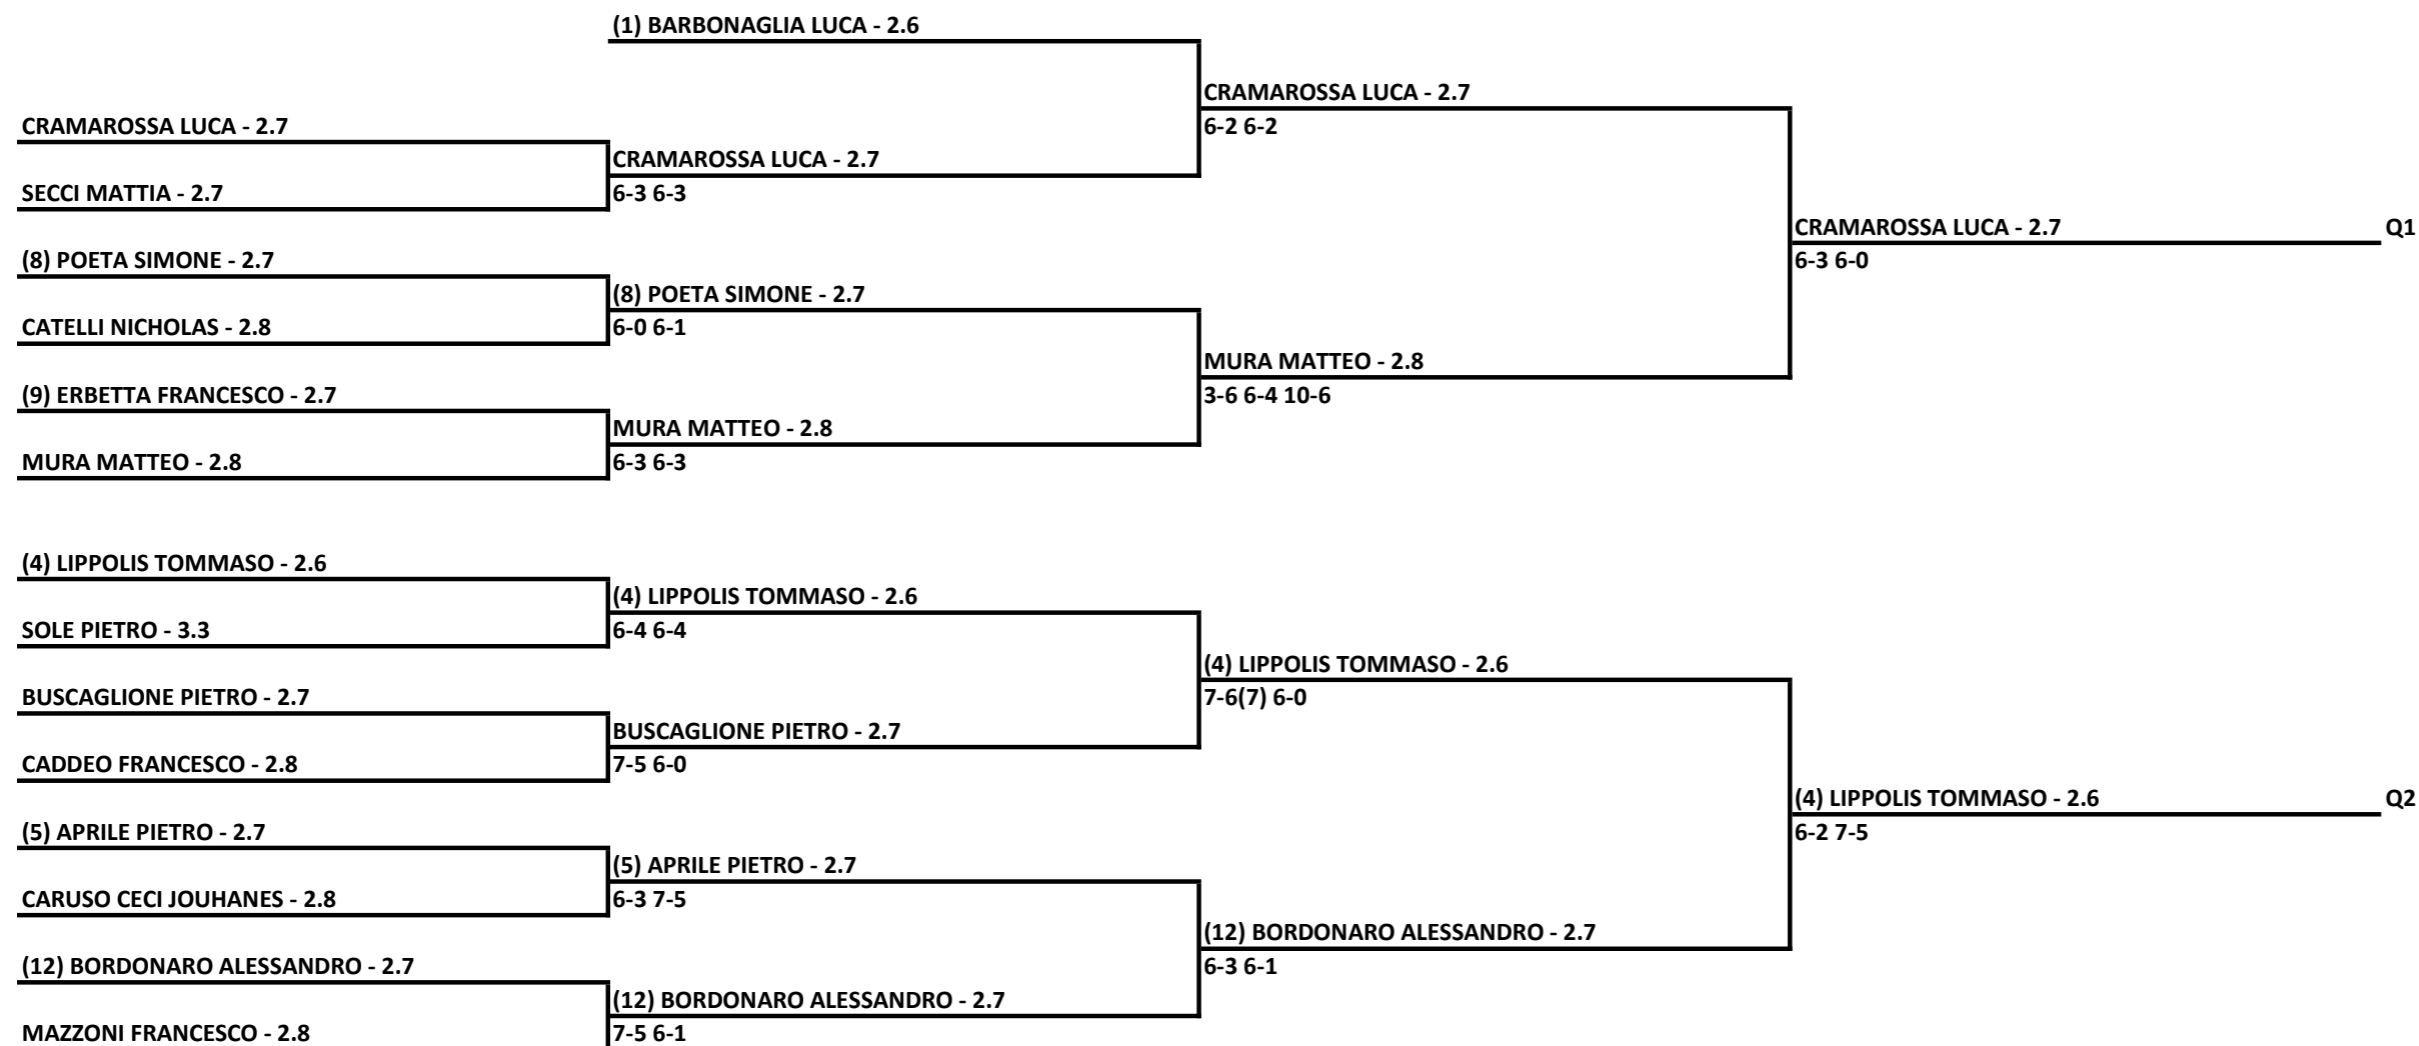 (1) BARBONAGLIA LUCA - 2.6
CRAMAROSSA LUCA - 2.7
CRAMAROSSA LUCA - 2.7
6-2 6-2
CRAMAROSSA LUCA - 2.7
SECCI MATTIA - 2.7
6-3 6-3
CRAMAROSSA LUCA - 2.7
Q1
(8) POETA SIMONE - 2.7
6-3 6-0
(8) POETA SIMONE - 2.7
CATELLI NICHOLAS - 2.8
6-0 6-1
MURA MATTEO - 2.8
(9) ERBETTA FRANCESCO - 2.7
3-6 6-4 10-6
MURA MATTEO - 2.8
MURA MATTEO - 2.8
6-3 6-3
(4) LIPPOLIS TOMMASO - 2.6
(4) LIPPOLIS TOMMASO - 2.6
SOLE PIETRO - 3.3
6-4 6-4
(4) LIPPOLIS TOMMASO - 2.6
BUSCAGLIONE PIETRO - 2.7
7-6(7) 6-0
BUSCAGLIONE PIETRO - 2.7
CADDEO FRANCESCO - 2.8
7-5 6-0
(4) LIPPOLIS TOMMASO - 2.6
Q2
(5) APRILE PIETRO - 2.7
6-2 7-5
(5) APRILE PIETRO - 2.7
CARUSO CECI JOUHANES - 2.8
6-3 7-5
(12) BORDONARO ALESSANDRO - 2.7
(12) BORDONARO ALESSANDRO - 2.7
6-3 6-1
(12) BORDONARO ALESSANDRO - 2.7
MAZZONI FRANCESCO - 2.8
7-5 6-1